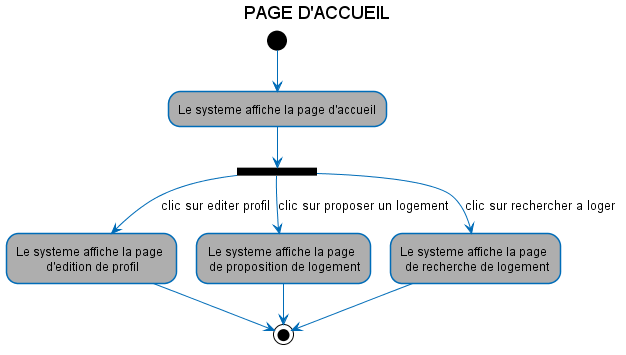 PAGE D'ACCUEIL
Le systeme affiche la page d'accueil
clic sur editer profil
clic sur proposer un logement
clic sur rechercher a loger
Le systeme affiche la page
d'edition de profil
Le systeme affiche la page
de proposition de logement
Le systeme affiche la page
de recherche de logement